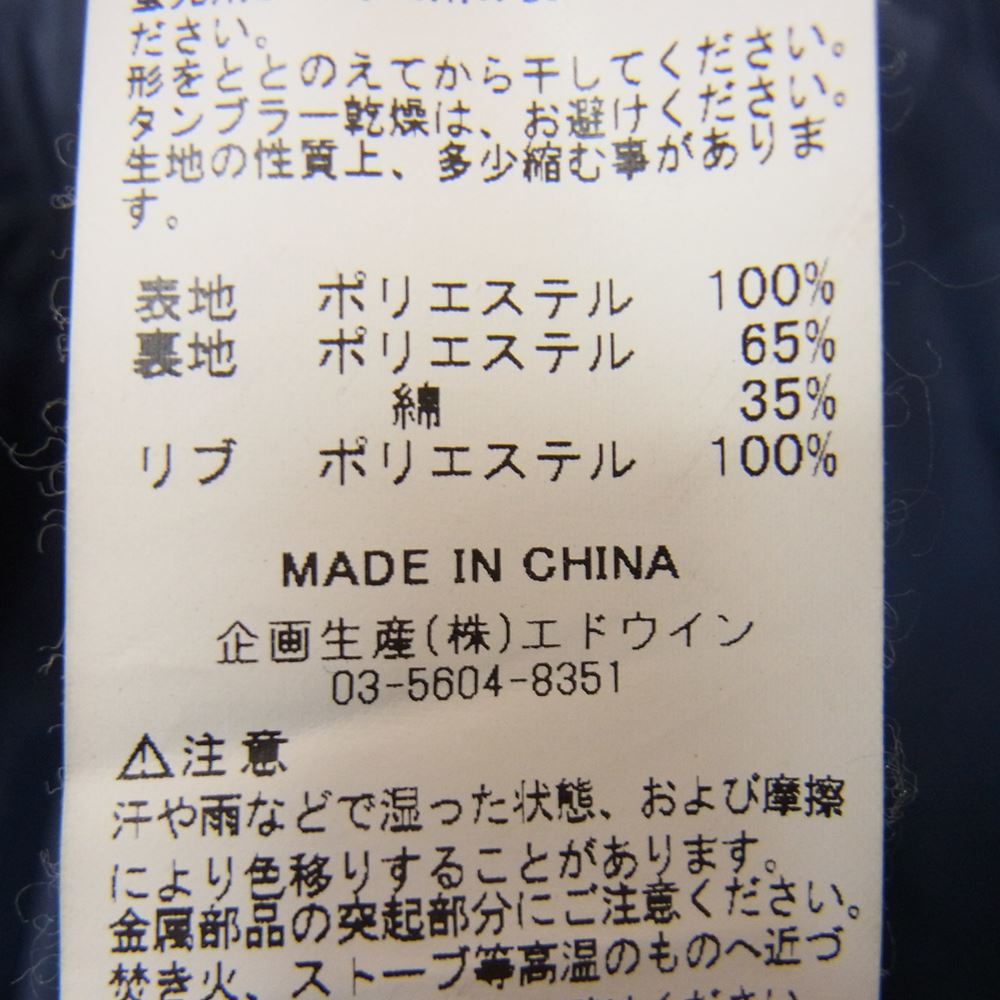 ださい。
形をととのえてから干してください。
タンブラー乾燥は、お避けください。
生地の性質上、多少縮む事がありま
す。
表地 ポリエステル 100%
裏地 ポリエステル 65%
綿 35%
リブ ポリエステル 100%
MADE IN CHINA
企画生産(株)エドウイン
03-5604-8351
⚠注意
汗や雨などで湿った状態、および摩擦
により色移りすることがあります。
金属部品の突起部分にご注意ください。
焚き火、ストーブ等高温のものへ近づ
ください